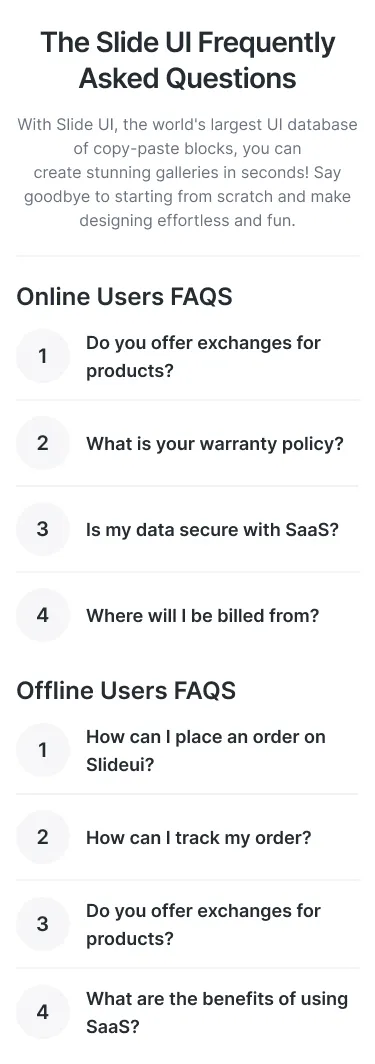 The Slide UI Frequently
Asked Questions
With Slide UI, the world's largest UI database
of copy-paste blocks, you can
create stunning galleries in seconds! Say
goodbye to starting from scratch and make
designing effortless and fun.
Online Users FAQS
1
Do you offer exchanges for
products?
2
What is your warranty policy?
3
Is my data secure with SaaS?
4
Where will I be billed from?
Offline Users FAQS
1
How can I place an order on
Slideui?
2
How can I track my order?
3
Do you offer exchanges for
products?
4
What are the benefits of using
SaaS?